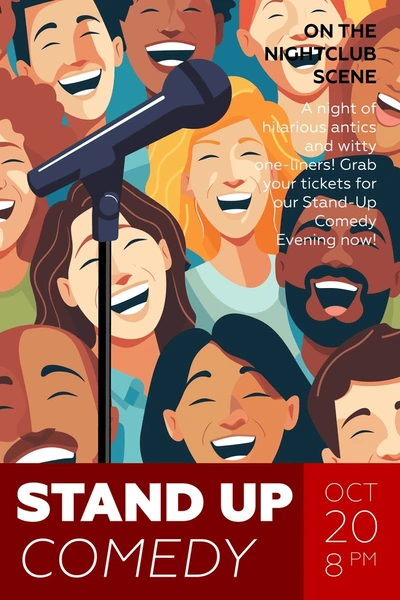 ON THE
NIGHTCLUB
SCENE
A night of
hilarious antics
and witty
one-liners! Grab
your tickets for
our Stand-Up
Comedy
Evening now!
STAND UP
COMEDY
OCT
20
8 PM